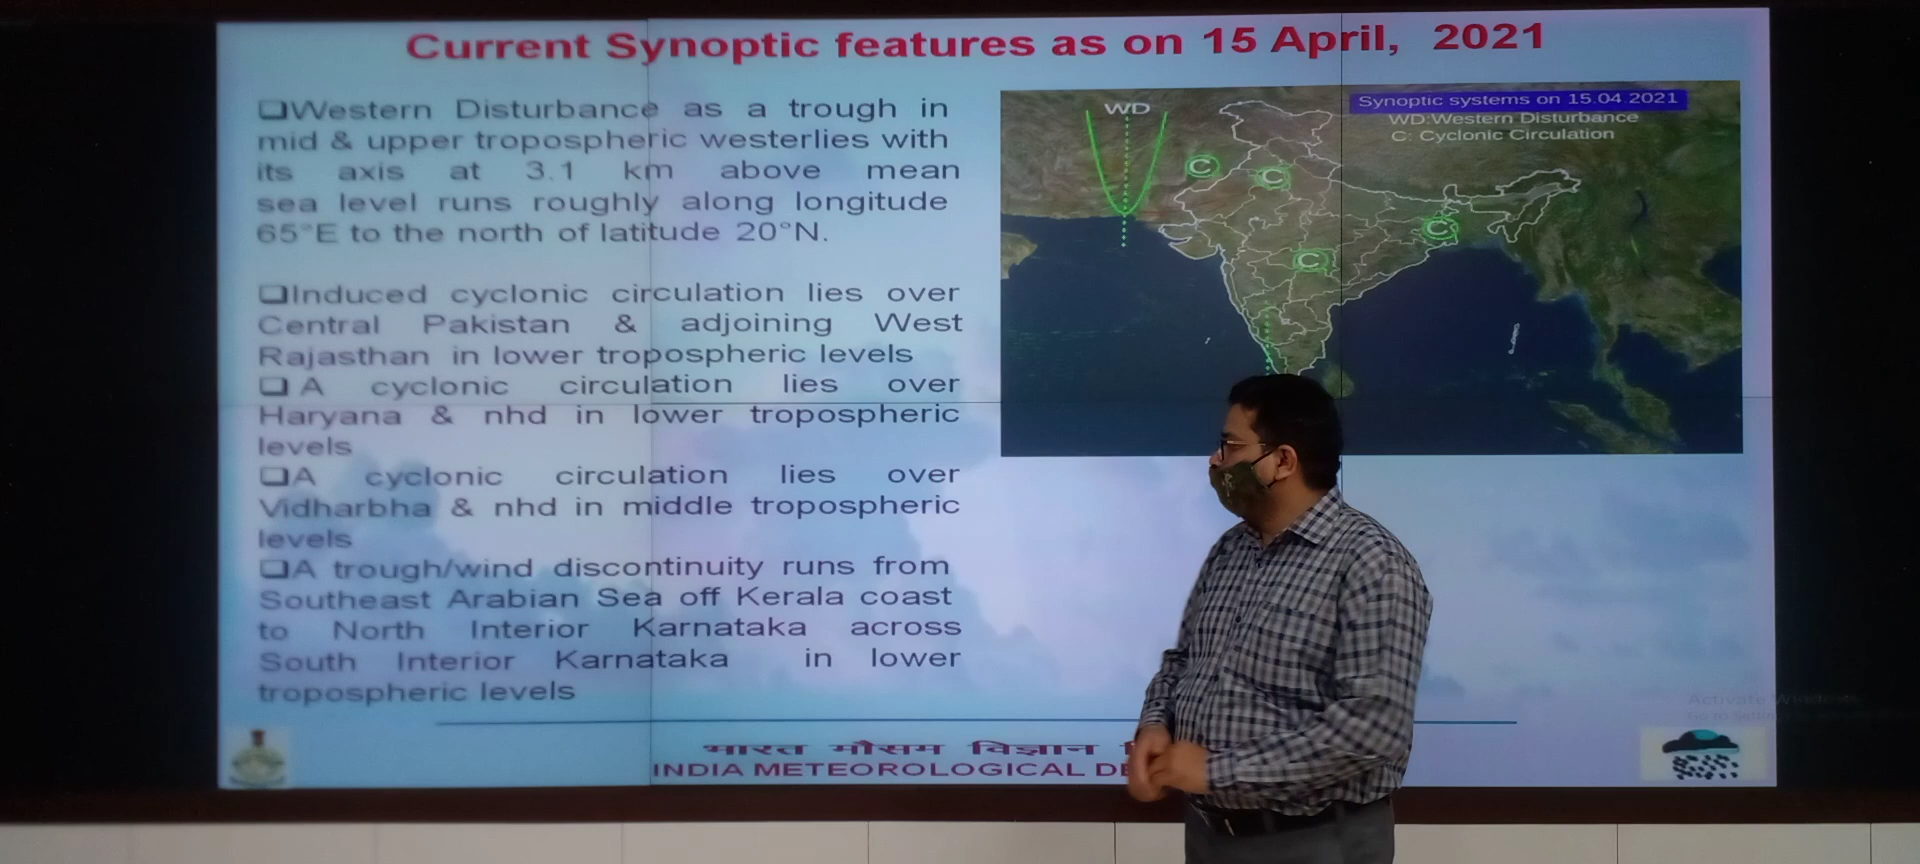 Current Synoptic features as on 15 April, 2021
❑Western Disturbance as a trough in
mid & upper tropospheric westerlies with
its axis at 3.1 km above mean
sea level runs roughly along longitude
65°E to the north of latitude 20°N.
❑Induced cyclonic circulation lies over
Central Pakistan & adjoining West
Rajasthan in lower tropospheric levels
❑ A cyclonic circulation lies over
Haryana & nhd in lower tropospheric
levels
❑A cyclonic circulation lies over
Vidharbha & nhd in middle tropospheric
levels
❑A trough/wind discontinuity runs from
Southeast Arabian Sea off Kerala coast
to North Interior Karnataka across
South Interior Karnataka in lower
tropospheric levels
WD
Synoptic systems on 15.04.2021
WD:Western Disturbance
C: Cyclonic Circulation
C
C
C
C
Activate Windows
भारत मौसम विज्ञान
INDIA METEOROLOGICAL DE